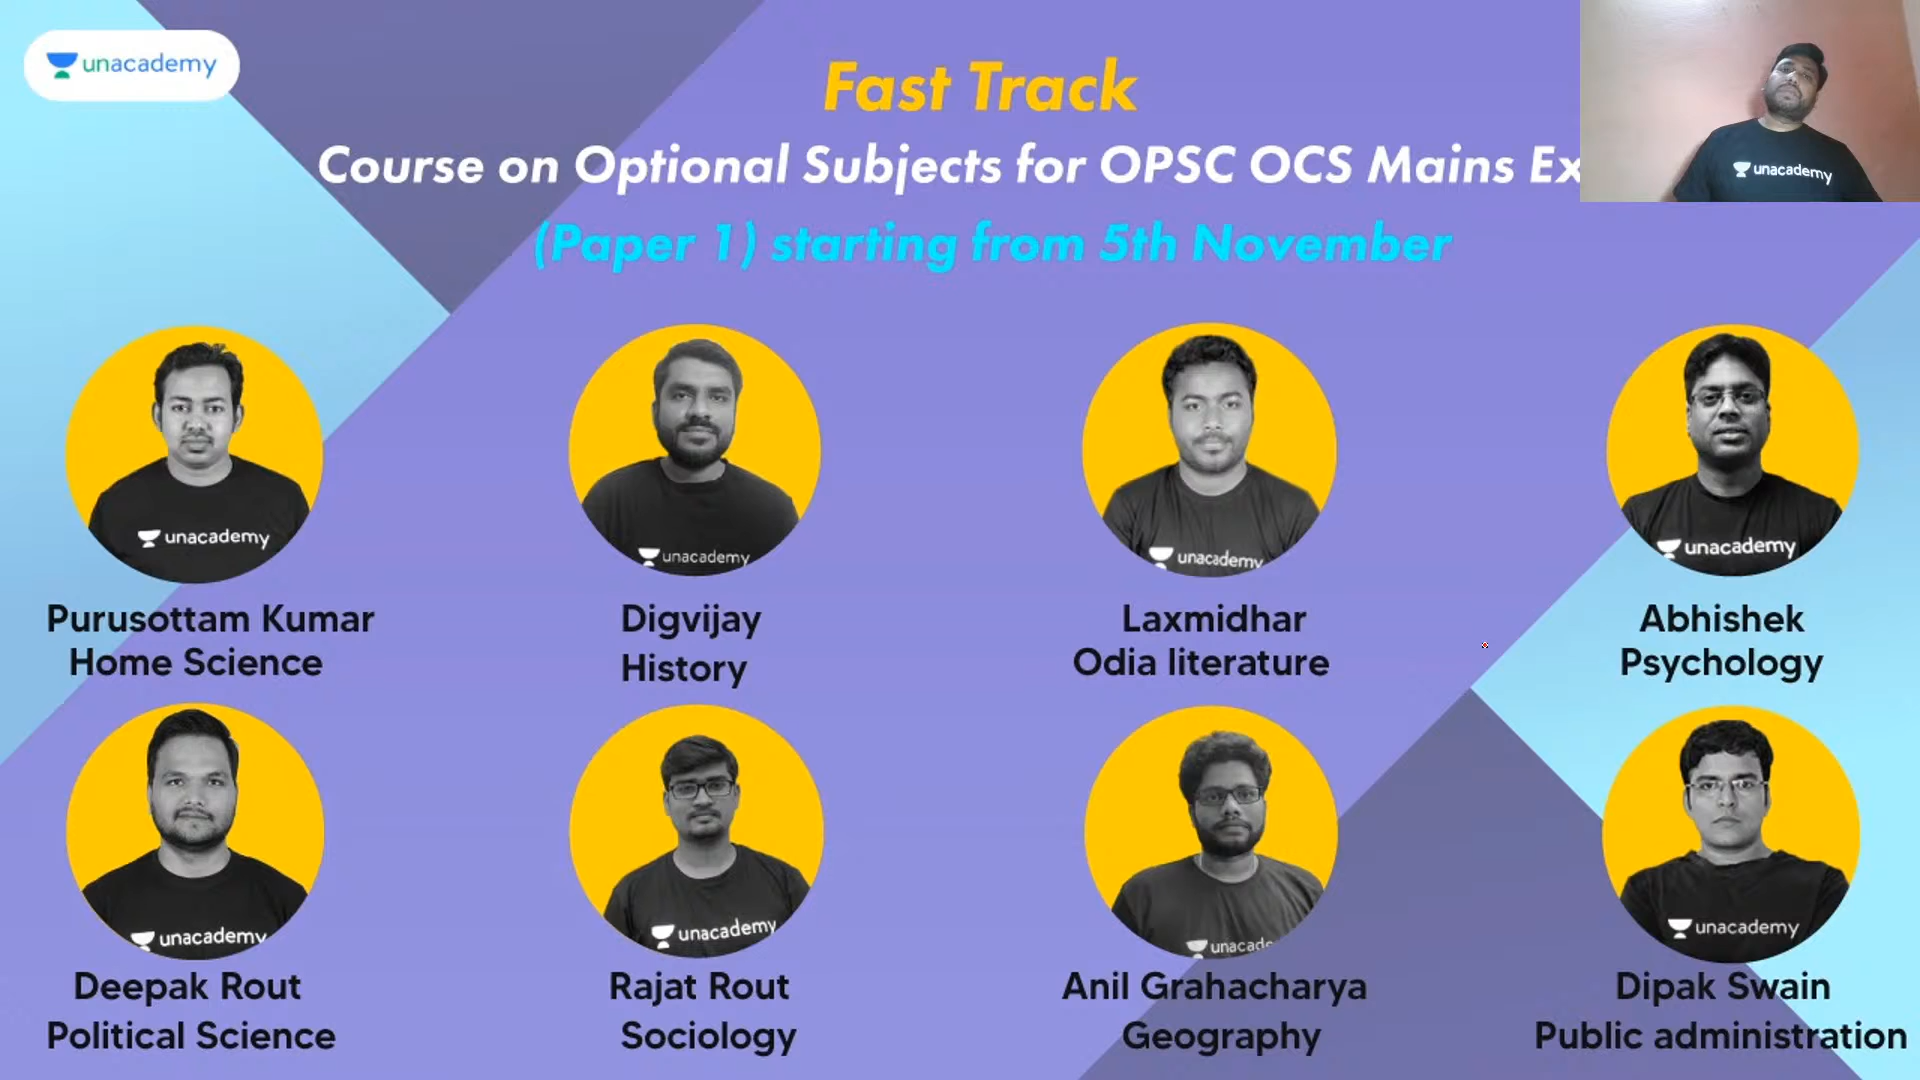 unacademy
Fast Track
Course on Optional Subjects for OPSC OCS Mains Ex
(Paper 1) starting from 5th November
unacademy
unacademy
unacademy
unacademy
unacademy
Purusottam Kumar
Home Science
Digvijay
History
Laxmidhar
Odia literature
Abhishek
Psychology
unacademy
unacademy
unacade
unacademy
Deepak Rout
Political Science
Rajat Rout
Sociology
Anil Grahacharya
Geography
Dipak Swain
Public administration